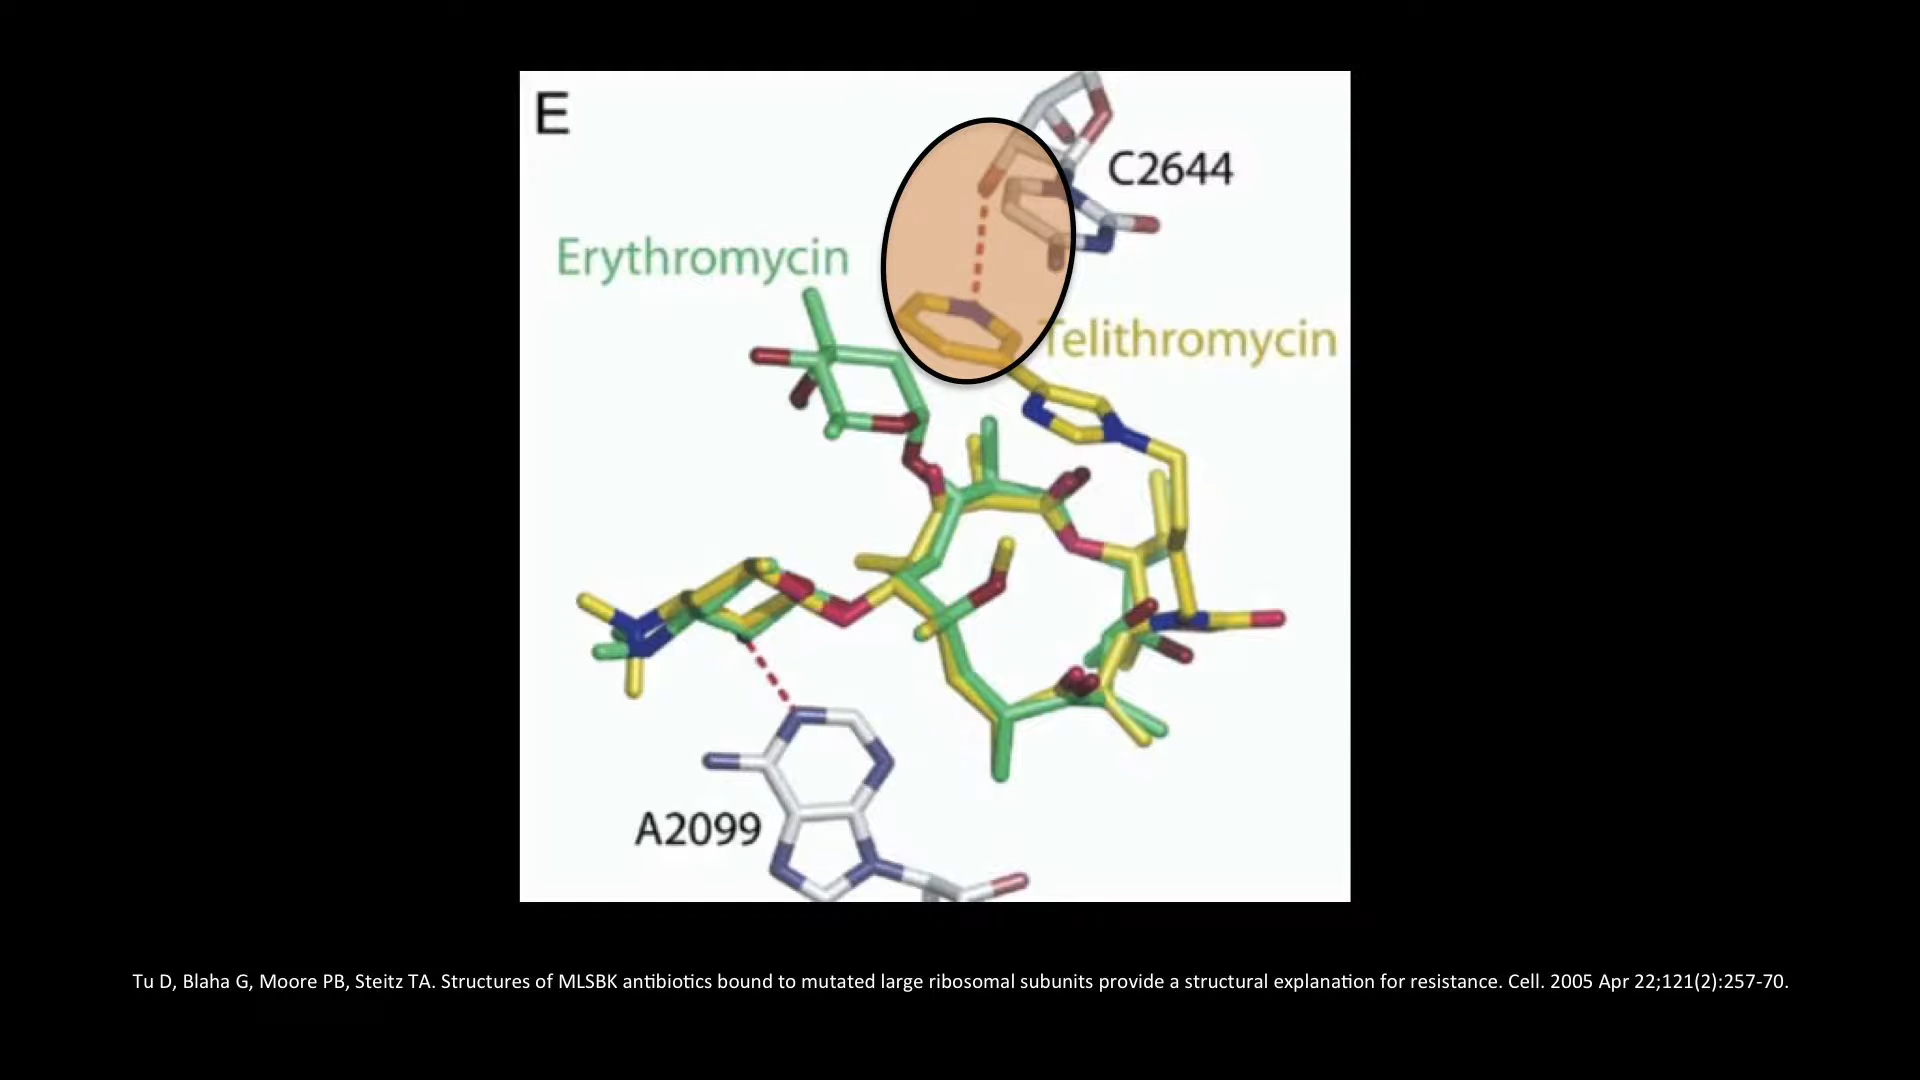 E
C2644
Erythromycin
Telithromycin
A2099
Tu D, Blaha G, Moore PB, Steitz TA. Structures of MLSBK antibiotics bound to mutated large ribosomal subunits provide a structural explanation for resistance. Cell. 2005 Apr 22;121(2):257-70.